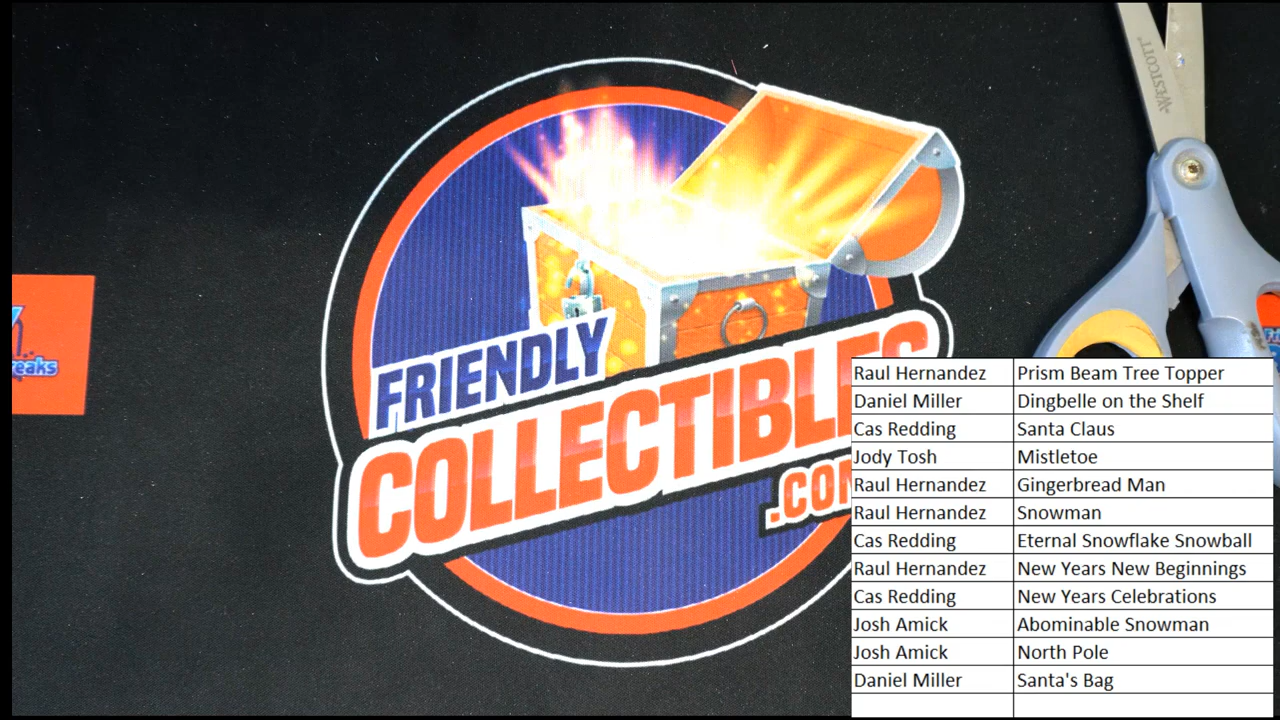 WESTCOTT
eaks
FRIENDLY
COLLECTIBLES
Raul Hernandez Prism Beam Tree Topper
Daniel Miller Dingbelle on the Shelf
Cas Redding Santa Claus
Jody Tosh Mistletoe
Raul Hernandez Gingerbread Man
Raul Hernandez Snowman
Cas Redding Eternal Snowflake Snowball
Raul Hernandez New Years New Beginnings
Cas Redding New Years Celebrations
Josh Amick Abominable Snowman
Josh Amick North Pole
Daniel Miller Santa's Bag